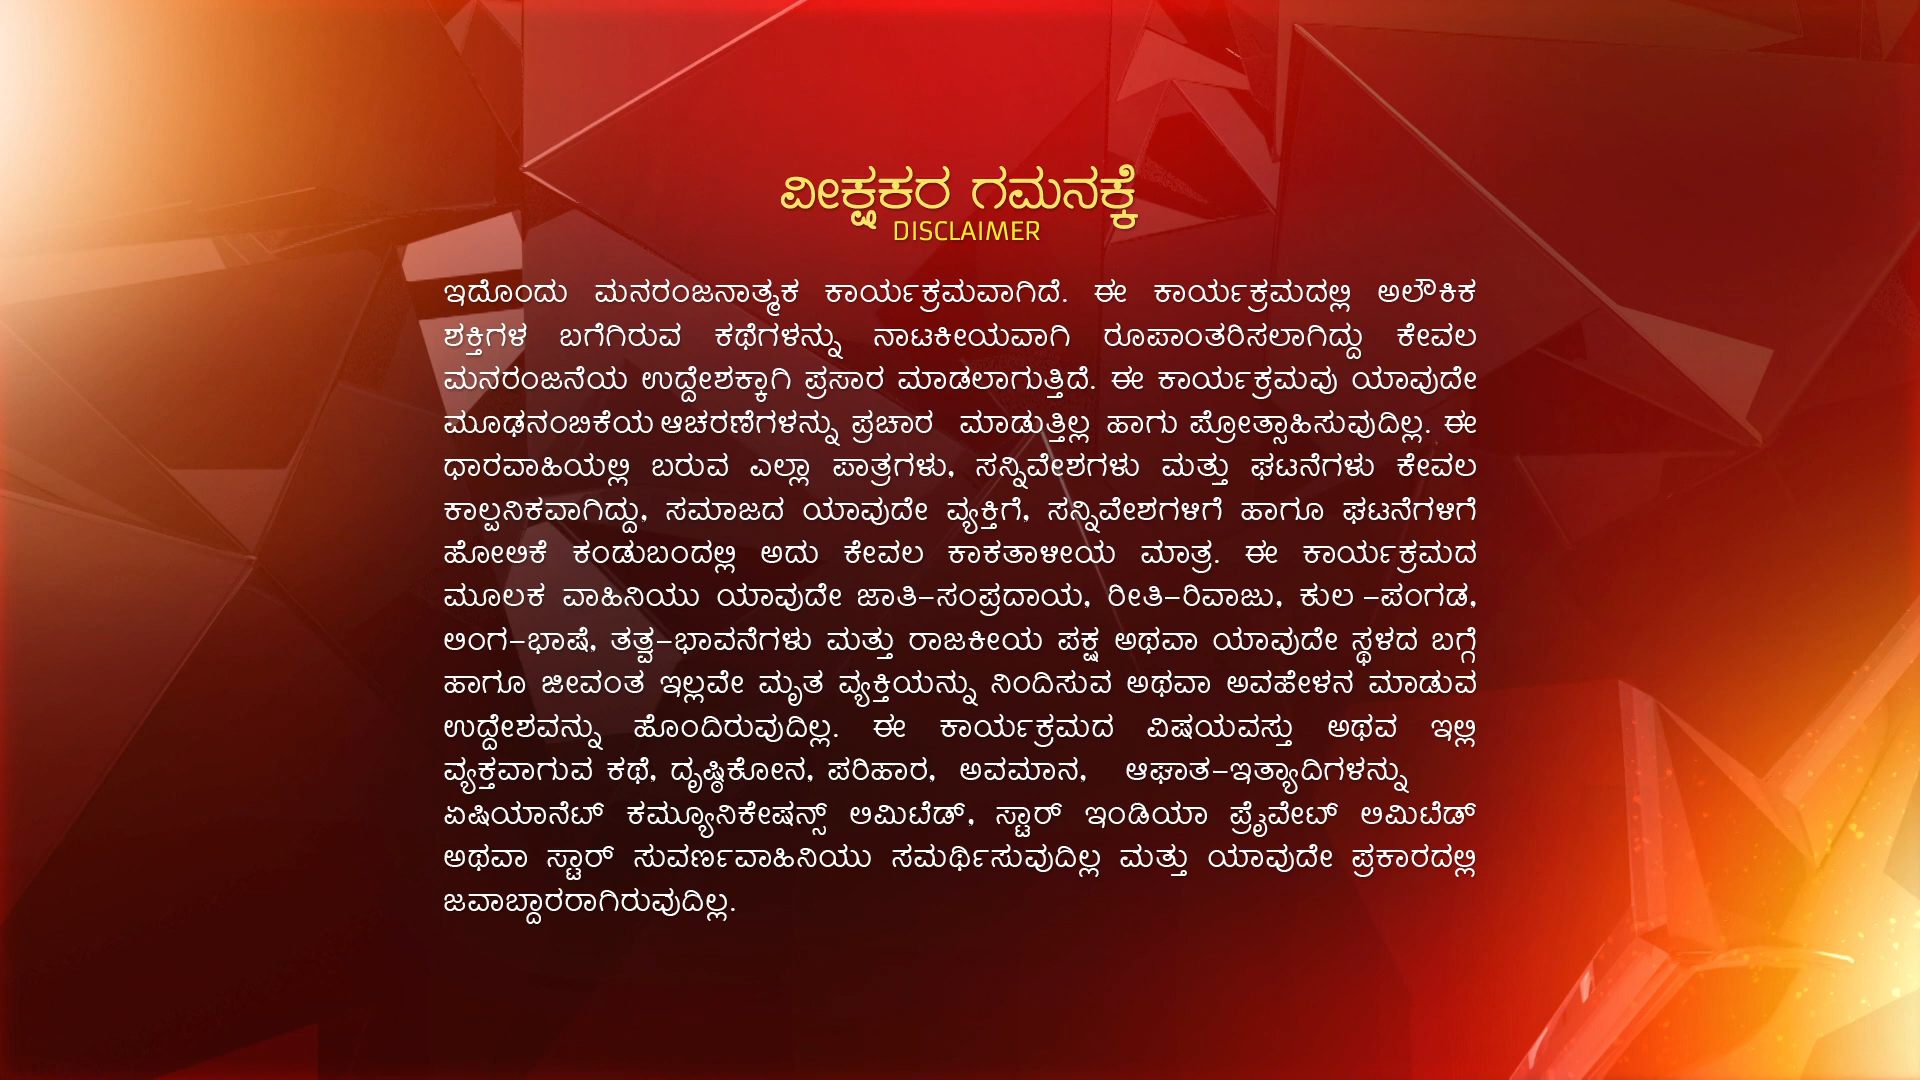 ವೀಕ್ಷಕರ ಗಮನಕ್ಕೆ
DISCLAIMER
ಇದೊಂದು ಮನರಂಜನಾತ್ಮಕ ಕಾರ್ಯಕ್ರಮವಾಗಿದೆ. ಈ ಕಾರ್ಯಕ್ರಮದಲ್ಲಿ ಅಲೌಕಿಕ
ಶಕ್ತಿಗಳ ಬಗೆಗಿರುವ ಕಥೆಗಳನ್ನು ನಾಟಕೀಯವಾಗಿ ರೂಪಾಂತರಿಸಲಾಗಿದ್ದು ಕೇವಲ
ಮನರಂಜನೆಯ ಉದ್ದೇಶಕ್ಕಾಗಿ ಪ್ರಸಾರ ಮಾಡಲಾಗುತ್ತಿದೆ. ಈ ಕಾರ್ಯಕ್ರಮವು ಯಾವುದೇ
ಮೂಢನಂಬಿಕೆಯ ಆಚರಣೆಗಳನ್ನು ಪ್ರಚಾರ ಮಾಡುತ್ತಿಲ್ಲ ಹಾಗು ಪ್ರೋತ್ಸಾಹಿಸುವುದಿಲ್ಲ. ಈ
ಧಾರವಾಹಿಯಲ್ಲಿ ಬರುವ ಎಲ್ಲಾ ಪಾತ್ರಗಳು, ಸನ್ನಿವೇಶಗಳು ಮತ್ತು ಘಟನೆಗಳು ಕೇವಲ
ಕಾಲ್ಪನಿಕವಾಗಿದ್ದು, ಸಮಾಜದ ಯಾವುದೇ ವ್ಯಕ್ತಿಗೆ, ಸನ್ನಿವೇಶಗಳಿಗೆ ಹಾಗೂ ಘಟನೆಗಳಿಗೆ
ಹೋಲಿಕೆ ಕಂಡುಬಂದಲ್ಲಿ ಅದು ಕೇವಲ ಕಾಕತಾಳೀಯ ಮಾತ್ರ. ಈ ಕಾರ್ಯಕ್ರಮದ
ಮೂಲಕ ವಾಹಿನಿಯು ಯಾವುದೇ ಜಾತಿ-ಸಂಪ್ರದಾಯ, ರೀತಿ-ರಿವಾಜು, ಕುಲ -ಪಂಗಡ,
ಲಿಂಗ-ಭಾಷೆ, ತತ್ವ-ಭಾವನೆಗಳು ಮತ್ತು ರಾಜಕೀಯ ಪಕ್ಷ ಅಥವಾ ಯಾವುದೇ ಸ್ಥಳದ ಬಗ್ಗೆ
ಹಾಗೂ ಜೀವಂತ ಇಲ್ಲವೇ ಮೃತ ವ್ಯಕ್ತಿಯನ್ನು ನಿಂದಿಸುವ ಅಥವಾ ಅವಹೇಳನ ಮಾಡುವ
ಉದ್ದೇಶವನ್ನು ಹೊಂದಿರುವುದಿಲ್ಲ. ಈ ಕಾರ್ಯಕ್ರಮದ ವಿಷಯವಸ್ತು ಅಥವ ಇಲ್ಲಿ
ವ್ಯಕ್ತವಾಗುವ ಕಥೆ, ದೃಷ್ಠಿಕೋನ, ಪರಿಹಾರ, ಅವಮಾನ, ಆಘಾತ-ಇತ್ಯಾದಿಗಳನ್ನು
ಏಷಿಯಾನೆಟ್ ಕಮ್ಯೂನಿಕೇಷನ್ಸ್ ಲಿಮಿಟೆಡ್, ಸ್ಟಾರ್ ಇಂಡಿಯಾ ಪ್ರೈವೇಟ್ ಲಿಮಿಟೆಡ್
ಅಥವಾ ಸ್ಟಾರ್ ಸುವರ್ಣವಾಹಿನಿಯು ಸಮರ್ಥಿಸುವುದಿಲ್ಲ ಮತ್ತು ಯಾವುದೇ ಪ್ರಕಾರದಲ್ಲಿ
ಜವಾಬ್ದಾರರಾಗಿರುವುದಿಲ್ಲ.